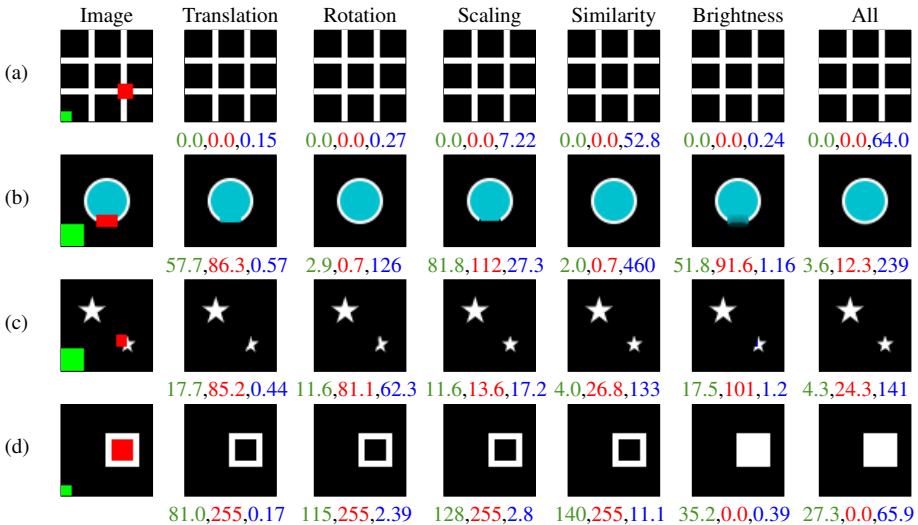 Image Translation Rotation Scaling Similarity Brightness All
(a)
0.0,0.0,0.15 0.0,0.0,0.27 0.0,0.0,7.22 0.0,0.0,52.8 0.0,0.0,0.24 0.0,0.0,64.0
(b)
57.7,86.3,0.57 2.9,0.7,126 81.8,112,27.3 2.0,0.7,460 51.8,91.6,1.16 3.6,12.3,239
(c)
17.7,85.2,0.44 11.6,81.1,62.3 11.6,13.6,17.2 4.0,26.8,133 17.5,101,1.2 4.3,24.3,141
(d)
81.0,255,0.17 115,255,2.39 128,255,2.8 140,255,11.1 35.2,0.0,0.39 27.3,0.0,65.9